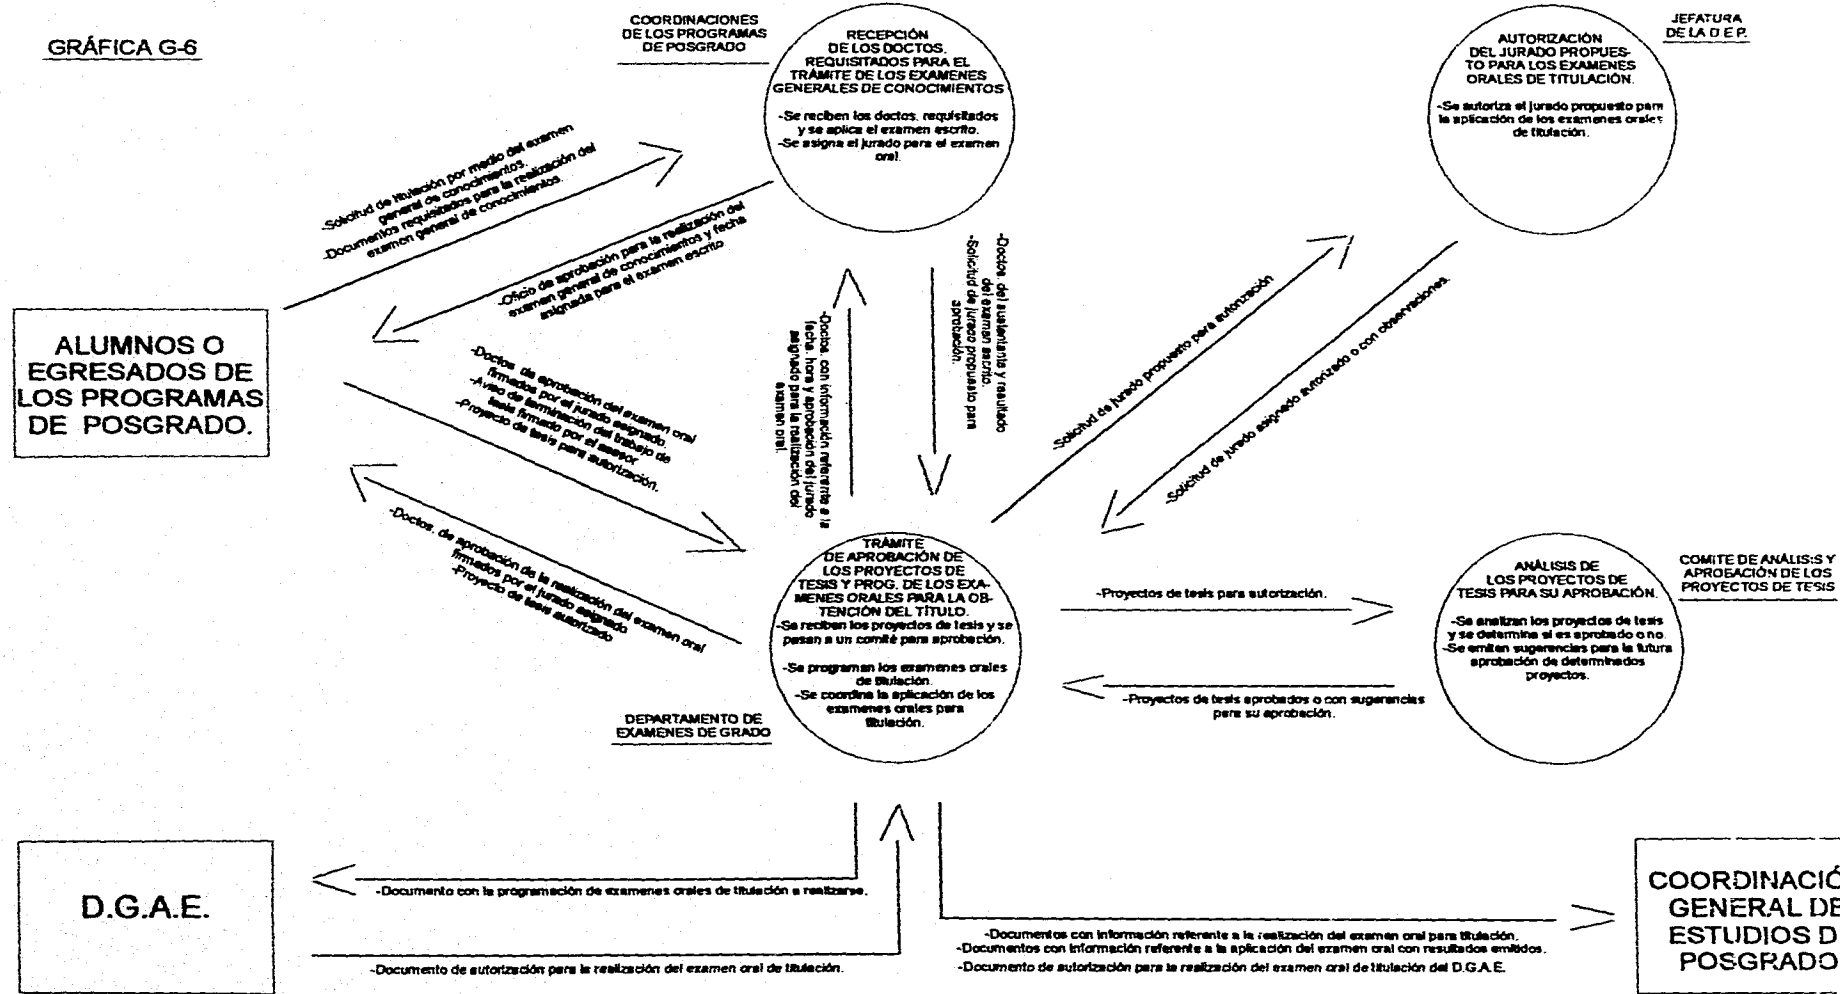 GRÁFICA G-6
COORDINACIONES
DE LOS PROGRAMAS
DE POSGRADO
RECEPCIÓN
DE LOS DOCTOS.
REQUISITADOS PARA EL
TRÁMITE DE LOS EXAMENES
GENERALES DE CONOCIMIENTOS
-Se reciben los doctos. requisitados
y se aplica el examen escrito.
-Se asigna el jurado para el examen
oral.
JEFATURA
DE LA D E P.
AUTORIZACIÓN
DEL JURADO PROPUES-
TO PARA LOS EXAMENES
ORALES DE TITULACIÓN.
-Se autoriza el jurado propuesto para
la aplicación de los examenes orales
de titulación.
-Solicitud de titulación por medio del examen
general de conocimientos.
-Documentos requisitados para la realización del
examen general de conocimientos.
-Oficio de aprobación para la realización del
examen general de conocimientos y fecha
asignada para el examen escrito
ALUMNOS O
EGRESADOS DE
LOS PROGRAMAS
DE POSGRADO.
-Doctos. de aprobación del examen oral
firmados por el jurado asignado.
-Aviso de terminación del trabajo de
tesis firmado por el asesor
-Proyecto de tesis para autorización.
-Doctos. de aprobación de la realización del examen oral
firmados por el jurado asignado
-Proyecto de tesis autorizado
-Doctos. con información referente a la
fecha, hora y aprobación del jurado
asignado para la realización del
examen oral.
-Doctos. del sustentante y resultado
del examen escrito.
-Solicitud de jurado propuesto para
aprobación.
-Solicitud de jurado propuesto para autorización
-Solicitud de jurado asignado autorizado o con observaciones.
TRÁMITE
DE APROBACIÓN DE
LOS PROYECTOS DE
TESIS Y PROG. DE LOS EXA-
MENES ORALES PARA LA OB-
TENCIÓN DEL TÍTULO.
-Se reciben los proyectos de tesis y se
pasan a un comité para aprobación.
-Se programan los examenes orales
de titulación.
-Se coordina la aplicación de los
examenes orales para
titulación.
DEPARTAMENTO DE
EXAMENES DE GRADO
-Proyectos de tesis para autorización.
-Proyectos de tesis aprobados o con sugerencias
para su aprobación.
ANÁLISIS DE
LOS PROYECTOS DE
TESIS PARA SU APROBACIÓN.
-Se analizan los proyectos de tesis
y se determina si es aprobado o no.
-Se emiten sugerencias para la futura
aprobación de determinados
proyectos.
COMITE DE ANÁLISIS Y
APROBACIÓN DE LOS
PROYECTOS DE TESIS
D.G.A.E.
-Documento con la programación de examenes orales de titulación a realizarse.
-Documento de autorización para la realización del examen oral de titulación.
-Documentos con información referente a la realización del examen oral para titulación.
-Documentos con información referente a la aplicación del examen oral con resultados emitidos.
-Documento de autorización para la realización del examen oral de titulación del D.G.A.E.
COORDINACIÓ
GENERAL DE
ESTUDIOS D
POSGRADO